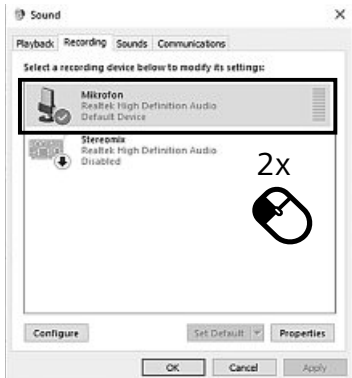 Sound
Playback Recording Sounds Communications
Select a recording device below to modify its settings:
Mikrofon
Realtek High Definition Audio
Default Device
Stereomix
Realtek High Definition Audio
Disabled
2x
Configure Set Default Properties
OK Cancel Apply